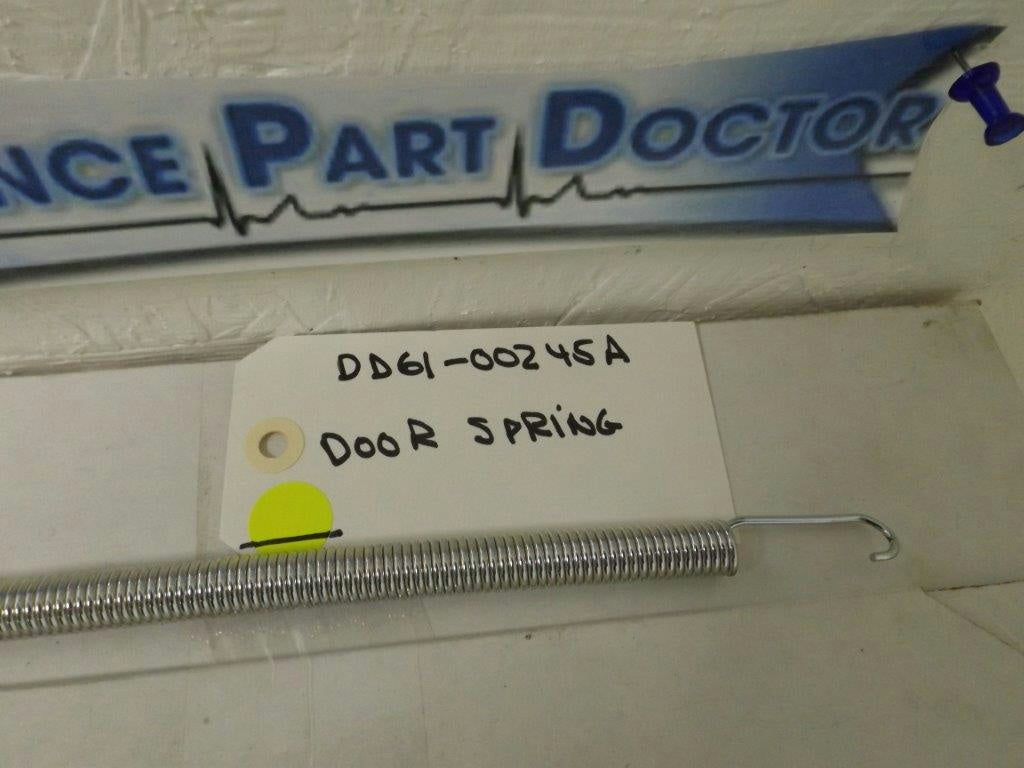 NCE PART DOCTOR
DD61-00245A
DOOR SPRING